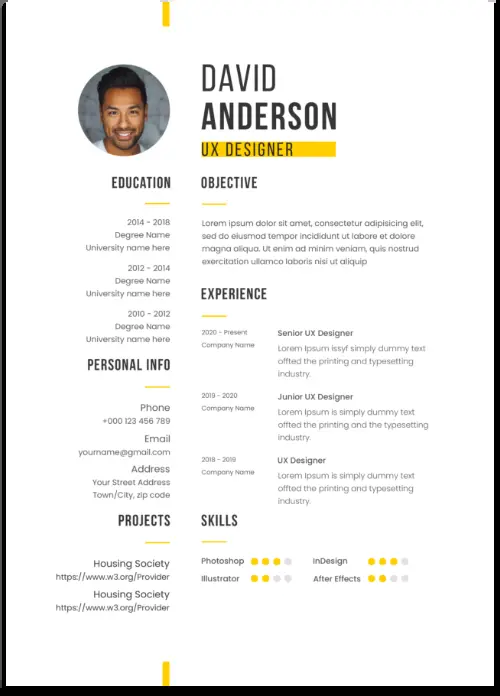 DAVID
ANDERSON
UX DESIGNER
EDUCATION
2014 - 2018
Degree Name
University name here
2012 - 2014
Degree Name
University name here
2010 - 2012
Degree Name
University name here
PERSONAL INFO
Phone
+000 123 456 789
Email
yourname@gmail.com
Address
Your Street Address
Town/City, zip code
PROJECTS
Housing Society
https://www.w3.org/Provider
Housing Society
https://www.w3.org/Provider
OBJECTIVE
Lorem ipsum dolor sit amet, consectetur adipisicing elit,
sed do eiusmod tempor incididunt ut labore et dolore
magna aliqua. Ut enim ad minim veniam, quis nostrud
exercitation ullamco laboris nisi ut aliquip
EXPERIENCE
2020 - Present
Company Name
Senior UX Designer
Lorem Ipsum issyf simply dummy text
offted the printing and typesetting
industry.
2019 - 2020
Company Name
Junior UX Designer
Lorem Ipsum is simply dummy text
offted the printing and the typesetting
industry.
2018 - 2019
Company Name
UX Designer
Lorem Ipsum is simply dummy text
offted the printing and typesetting
industry.
SKILLS
Photoshop
InDesign
Illustrator
After Effects